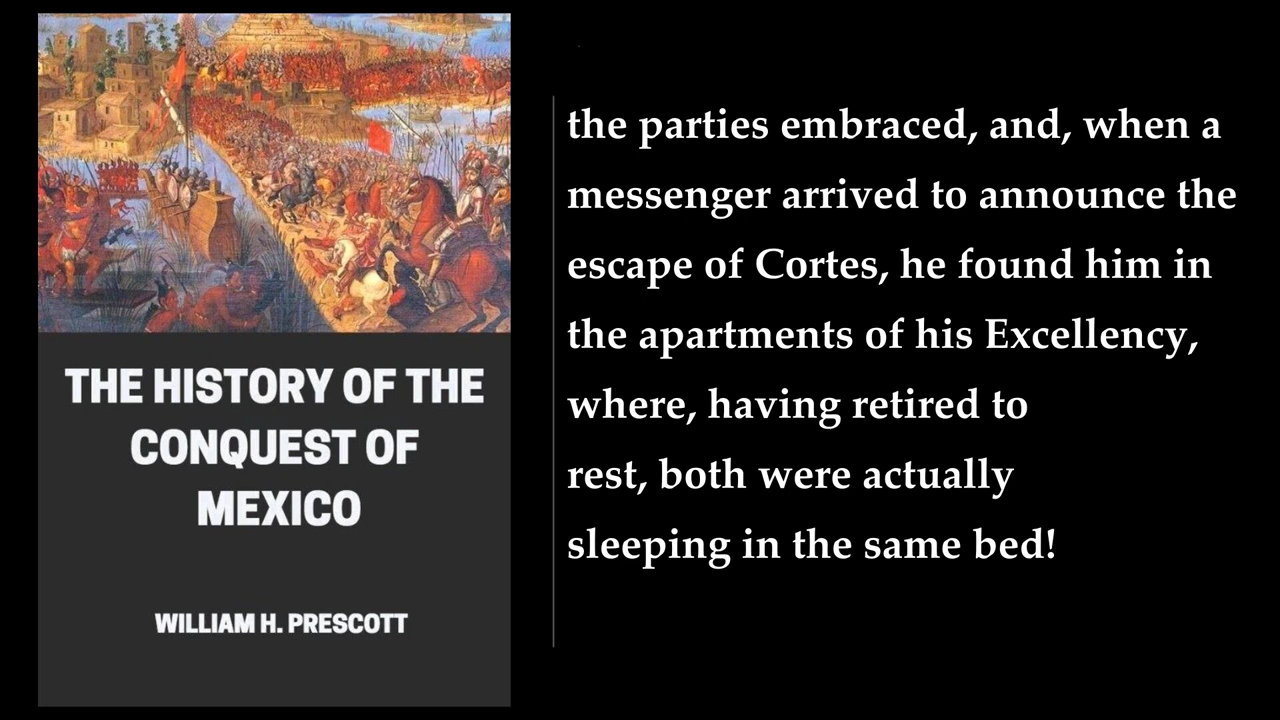 THE HISTORY OF THE
CONQUEST OF
MEXICO
WILLIAM H. PRESCOTT
the parties embraced, and, when a
messenger arrived to announce the
escape of Cortes, he found him in
the apartments of his Excellency,
where, having retired to
rest, both were actually
sleeping in the same bed!